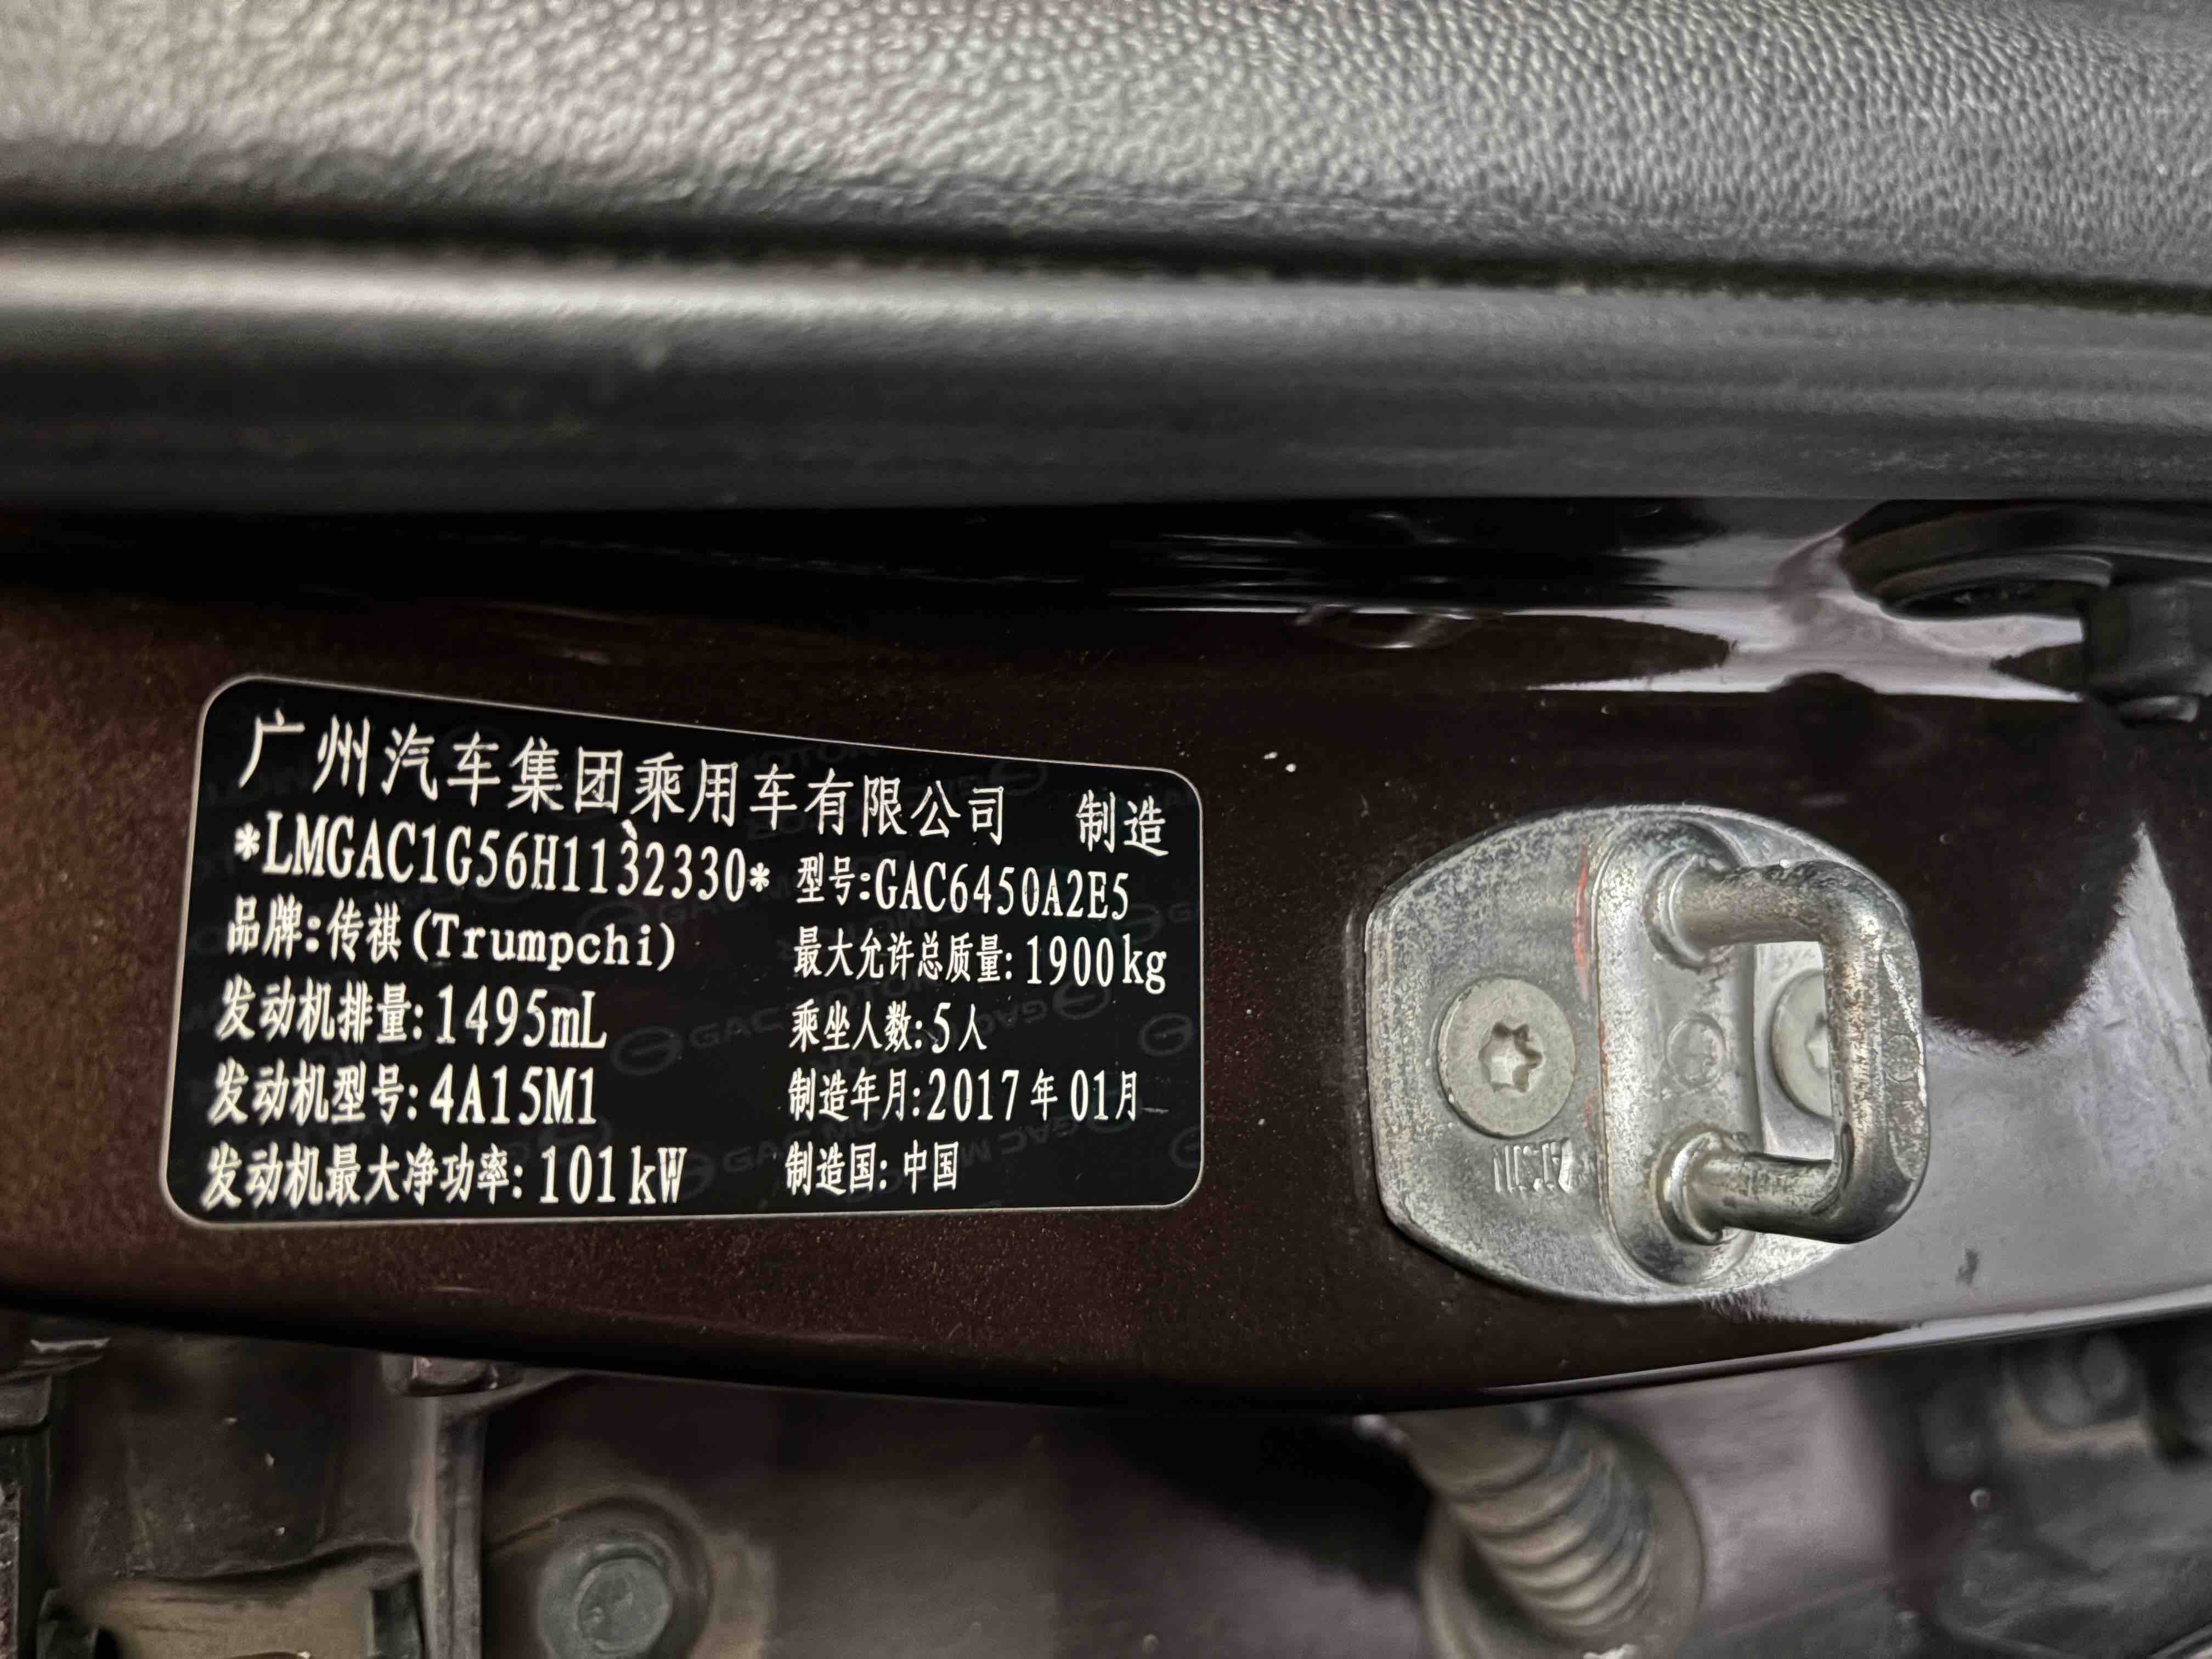 广州汽车集团乘用车有限公司 制造
*LMGAC1G56H1132330* 型号:GAC6450A2E5
品牌:传祺(Trumpchi) 最大允许总质量:1900kg
发动机排量:1495mL 乘坐人数:5人
发动机型号:4A15M1 制造年月:2017年01月
发动机最大净功率:101kW 制造国:中国
GAC MOTOR